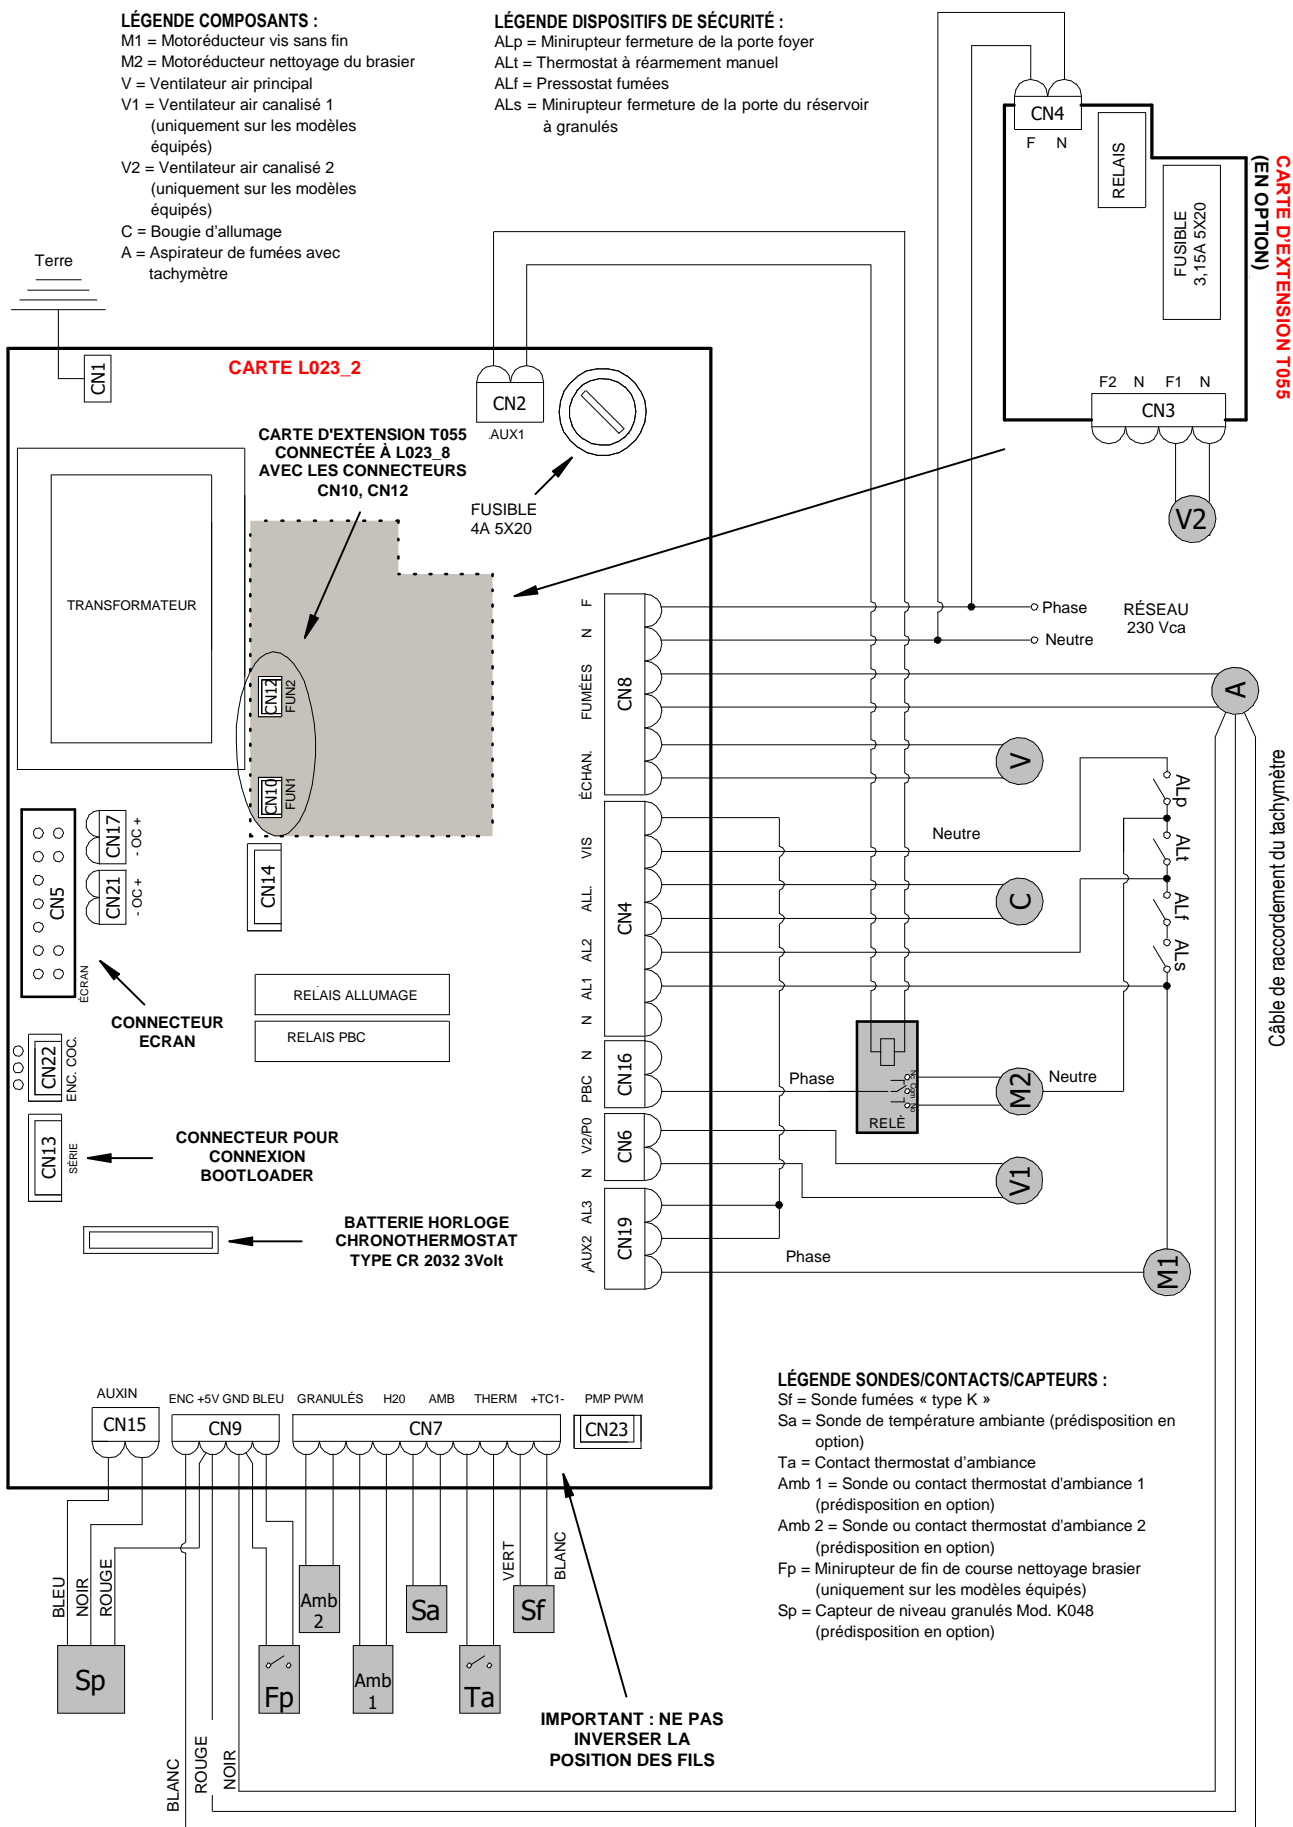 LÉGENDE COMPOSANTS :
M1 = Motoréducteur vis sans fin
M2 = Motoréducteur nettoyage du brasier
V = Ventilateur air principal
V1 = Ventilateur air canalisé 1
(uniquement sur les modèles
équipés)
V2 = Ventilateur air canalisé 2
(uniquement sur les modèles
équipés)
C = Bougie d'allumage
A = Aspirateur de fumées avec
tachymètre
LÉGENDE DISPOSITIFS DE SÉCURITÉ :
ALp = Minirupteur fermeture de la porte foyer
ALt = Thermostat à réarmement manuel
ALf = Pressostat fumées
ALs = Minirupteur fermeture de la porte du réservoir
à granulés
CN4
F N
RELAIS
FUSIBLE
3,15A 5X20
CARTE D'EXTENSION T055
(EN OPTION)
F2 N F1 N
CN3
V2
Terre
CN1
CARTE L023_2
CN2
AUX1
CARTE D'EXTENSION T055
CONNECTÉE À L023_8
AVEC LES CONNECTEURS
CN10, CN12
FUSIBLE
4A 5X20
TRANSFORMATEUR
CN12
FUN2
CN10
FUN1
F
N
FUMÉES
ÉCHAN.
CN8
Phase
Neutre
RÉSEAU
230 Vca
A
V
Câble de raccordement du tachymètre
CN5
ÉCRAN
CN17
- OC +
CN21
- OC +
CN14
VIS
ALL.
AL2
AL1
N
CN4
Neutre
C
ALp
ALt
ALf
ALs
CONNECTEUR
ECRAN
RELAIS ALLUMAGE
RELAIS PBC
CN22
ENC. COC.
N
PBC
CN16
Phase
Nc Com No
RELÈ
M2
Neutre
CN13
SÉRIE
CONNECTEUR POUR
CONNEXION
BOOTLOADER
V2/P0
N
CN6
V1
BATTERIE HORLOGE
CHRONOTHERMOSTAT
TYPE CR 2032 3Volt
AL3
AUX2
CN19
Phase
M1
AUXIN
CN15
ENC +5V GND BLEU
CN9
GRANULÉS H20 AMB THERM +TC1-
CN7
PMP PWM
CN23
LÉGENDE SONDES/CONTACTS/CAPTEURS :
Sf = Sonde fumées « type K »
Sa = Sonde de température ambiante (prédisposition en
option)
Ta = Contact thermostat d'ambiance
Amb 1 = Sonde ou contact thermostat d'ambiance 1
(prédisposition en option)
Amb 2 = Sonde ou contact thermostat d'ambiance 2
(prédisposition en option)
Fp = Minirupteur de fin de course nettoyage brasier
(uniquement sur les modèles équipés)
Sp = Capteur de niveau granulés Mod. K048
(prédisposition en option)
BLEU
NOIR
ROUGE
VERT
BLANC
Sp
Fp
Amb
2
Amb
1
Sa
Ta
Sf
IMPORTANT : NE PAS
INVERSER LA
POSITION DES FILS
BLANC
ROUGE
NOIR